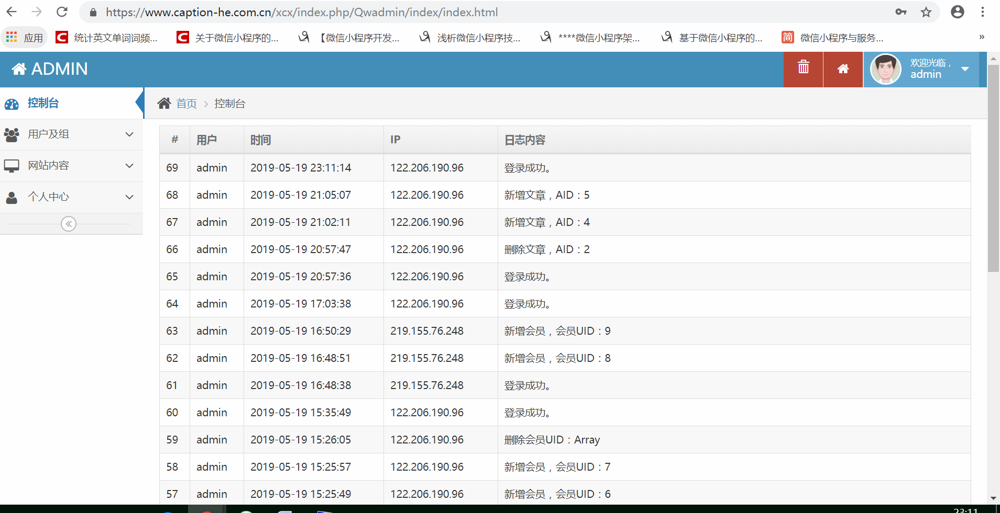 https://www.caption-he.com.cn/xcx/index.php/Qwadmin/index/index.html
应用 统计英文单词词频... 关于微信小程序的... 【微信小程序开发... 浅析微信小程序技... ****微信小程序架... 基于微信小程序的... 简 微信小程序与服务... »
ADMIN
欢迎光临，
admin
控制台
用户及组
网站内容
个人中心
首页 > 控制台
# 用户 时间 IP 日志内容
69 admin 2019-05-19 23:11:14 122.206.190.96 登录成功。
68 admin 2019-05-19 21:05:07 122.206.190.96 新增文章，AID：5
67 admin 2019-05-19 21:02:11 122.206.190.96 新增文章，AID：4
66 admin 2019-05-19 20:57:47 122.206.190.96 删除文章，AID：2
65 admin 2019-05-19 20:57:36 122.206.190.96 登录成功。
64 admin 2019-05-19 17:03:38 122.206.190.96 登录成功。
63 admin 2019-05-19 16:50:29 219.155.76.248 新增会员，会员UID：9
62 admin 2019-05-19 16:48:51 219.155.76.248 新增会员，会员UID：8
61 admin 2019-05-19 16:48:38 219.155.76.248 登录成功。
60 admin 2019-05-19 15:35:49 122.206.190.96 登录成功。
59 admin 2019-05-19 15:26:05 122.206.190.96 删除会员UID：Array
58 admin 2019-05-19 15:25:57 122.206.190.96 新增会员，会员UID：7
57 admin 2019-05-19 15:25:49 122.206.190.96 新增会员，会员UID：6
23:11